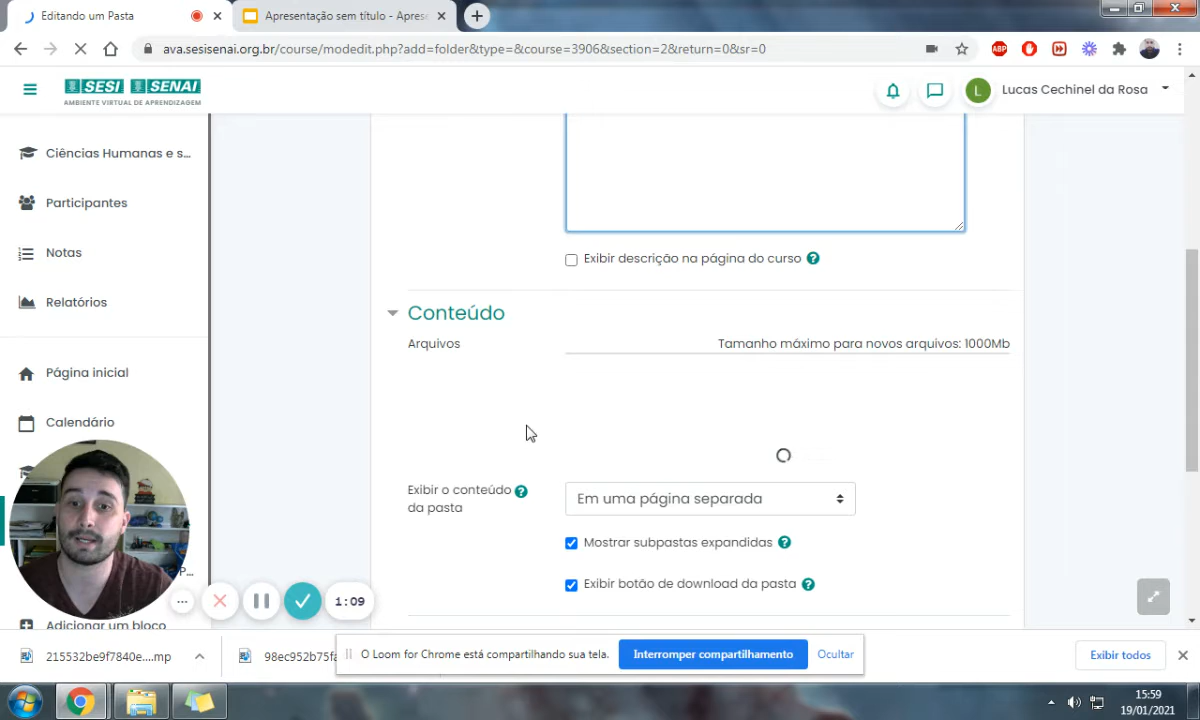 Editando um Pasta
Apresentação sem título - Aprese
ava.sesisenai.org.br/course/modedit.php?add=folder&type=&course=3906&section=2&return=0&sr=0
ABP
SESI SENAI
AMBIENTE VIRTUAL DE APRENDIZAGEM
L
Lucas Cechinel da Rosa
Ciências Humanas e s...
Participantes
Notas
Relatórios
Página inicial
Calendário
P...
Adicionar um bloco
Exibir descrição na página do curso ?
Conteúdo
Arquivos
Tamanho máximo para novos arquivos: 1000Mb
Exibir o conteúdo ?
da pasta
Em uma página separada
Mostrar subpastas expandidas ?
Exibir botão de download da pasta ?
1:09
215532be9f7840e....mp
98ec952b75fa
O Loom for Chrome está compartilhando sua tela.
Interromper compartilhamento
Ocultar
Exibir todos
15:59
19/01/2021